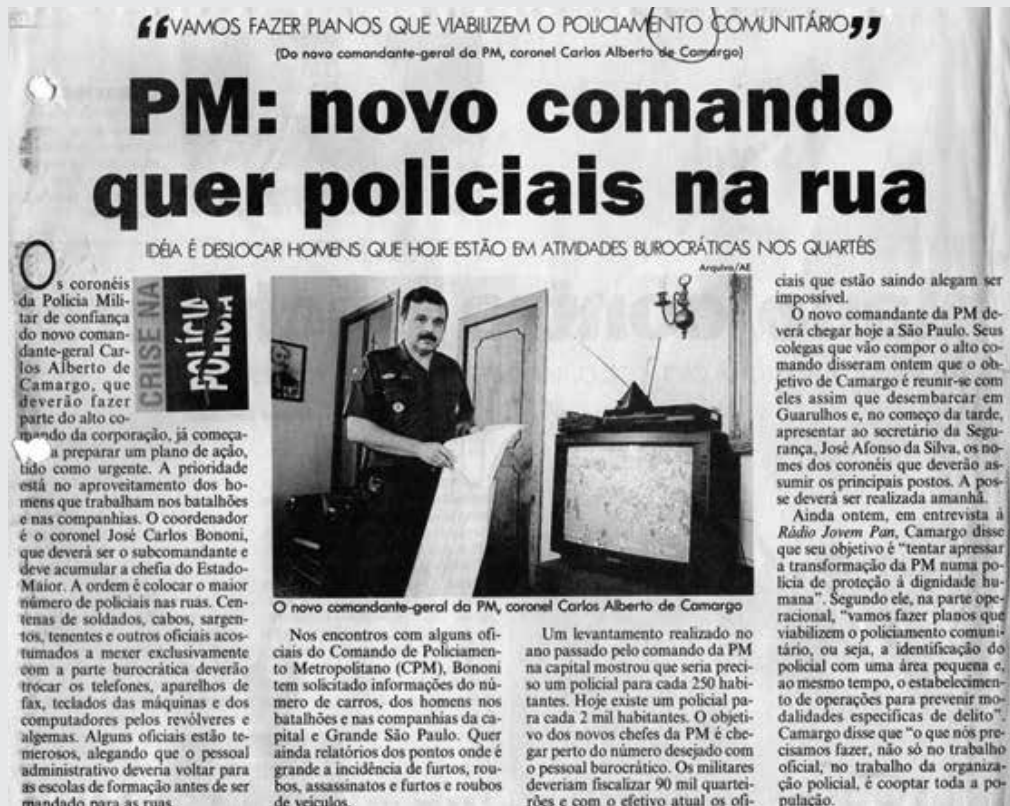 “VAMOS FAZER PLANOS QUE VIABILIZEM O POLICIAMENTO COMUNITÁRIO”
(Do novo comandante-geral da PM, coronel Carlos Alberto de Camargo)
PM: novo comando
quer policiais na rua
IDÉIA É DESLOCAR HOMENS QUE HOJE ESTÃO EM ATIVIDADES BUROCRÁTICAS NOS QUARTÉIS
Os coronéis
da Polícia Mili-
tar de confiança
do novo coman-
dante-geral Car-
los Alberto de
Camargo, que
deverão fazer
parte do alto co-
mando da corporação, já começa-
a preparar um plano de ação,
tido como urgente. A prioridade
está no aproveitamento dos ho-
mens que trabalham nos batalhões
e nas companhias. O coordenador
é o coronel José Carlos Bononi,
que deverá ser o subcomandante e
deve acumular a chefia do Estado-
Maior. A ordem é colocar o maior
número de policiais nas ruas. Cen-
tenas de soldados, cabos, sargen-
tos, tenentes e outros oficiais acos-
tumados a mexer exclusivamente
com a parte burocrática deverão
trocar os telefones, aparelhos de
fax, teclados das máquinas e dos
computadores pelos revólveres e
algemas. Alguns oficiais estão te-
merosos, alegando que o pessoal
administrativo deveria voltar para
as escolas de formação antes de ser
mandado para as ruas.
CRISE NA
POLÍCIA
POLÍCIA
Arquivo/AE
O novo comandante-geral da PM, coronel Carlos Alberto de Camargo
Nos encontros com alguns ofi-
ciais do Comando de Policiamen-
to Metropolitano (CPM), Bononi
tem solicitado informações do nú-
mero de carros, dos homens nos
batalhões e nas companhias da ca-
pital e Grande São Paulo. Quer
ainda relatórios dos pontos onde é
grande a incidência de furtos, rou-
bos, assassinatos e furtos e roubos
de veículos.
Um levantamento realizado no
ano passado pelo comando da PM
na capital mostrou que seria preci-
so um policial para cada 250 habi-
tantes. Hoje existe um policial pa-
ra cada 2 mil habitantes. O objeti-
vo dos novos chefes da PM é che-
gar perto do número desejado com
o pessoal burocrático. Os militares
deveriam fiscalizar 90 mil quartei-
rões e com o efetivo atual os ofi-
ciais que estão saindo alegam ser
impossível.
O novo comandante da PM de-
verá chegar hoje a São Paulo. Seus
colegas que vão compor o alto co-
mando disseram ontem que o ob-
jetivo de Camargo é reunir-se com
eles assim que desembarcar em
Guarulhos e, no começo da tarde,
apresentar ao secretário da Segu-
rança, José Afonso da Silva, os no-
mes dos coronéis que deverão as-
sumir os principais postos. A pos-
se deverá ser realizada amanhã.
Ainda ontem, em entrevista à
Rádio Jovem Pan, Camargo disse
que seu objetivo é “tentar apressar
a transformação da PM numa po-
lícia de proteção à dignidade hu-
mana”. Segundo ele, na parte ope-
racional, “vamos fazer planos que
viabilizem o policiamento comuni-
tário, ou seja, a identificação do
policial com uma área pequena e,
ao mesmo tempo, o estabelecimen-
to de operações para prevenir mo-
dalidades específicas de delito”.
Camargo disse que “o que nós pre-
cisamos fazer, não só no trabalho
oficial, no trabalho da organiza-
ção policial, é cooptar toda a po-
pulação.